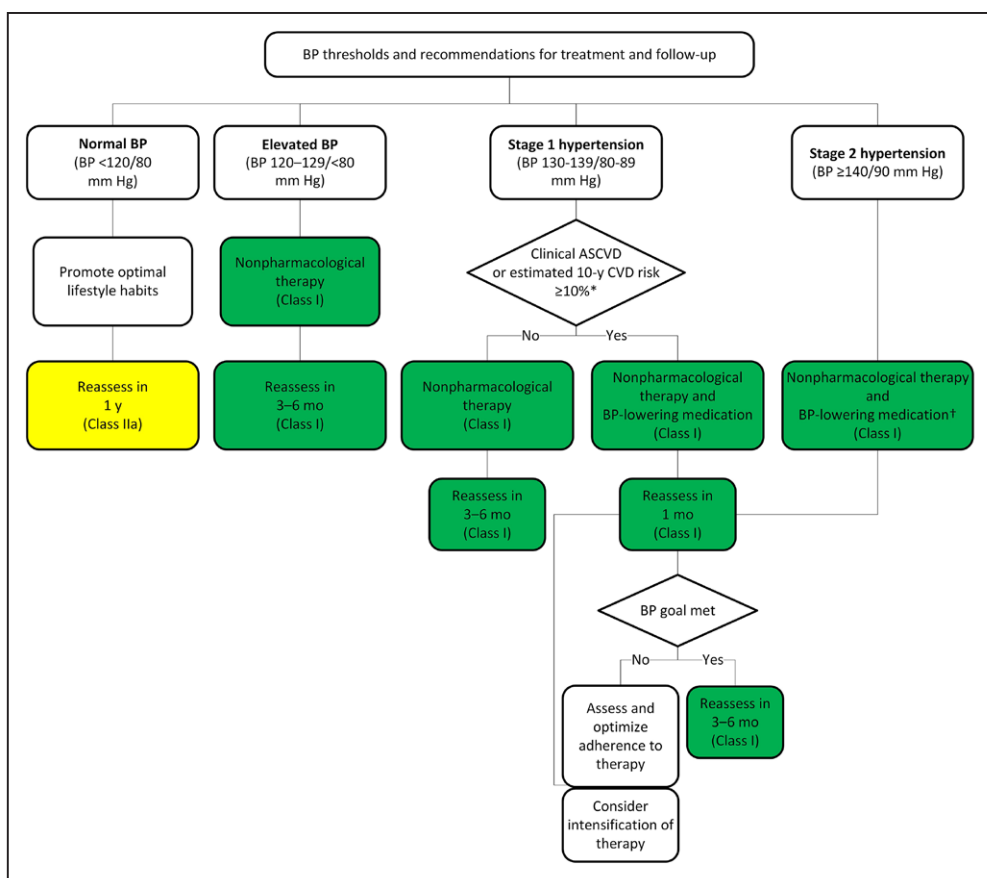 BP thresholds and recommendations for treatment and follow-up
Normal BP
(BP <120/80
mm Hg)
Elevated BP
(BP 120–129/<80
mm Hg)
Stage 1 hypertension
(BP 130-139/80-89
mm Hg)
Stage 2 hypertension
(BP ≥140/90 mm Hg)
Promote optimal
lifestyle habits
Nonpharmacological
therapy
(Class I)
Clinical ASCVD
or estimated 10-y CVD risk
≥10%*
No
Yes
Reassess in
1 y
(Class IIa)
Reassess in
3–6 mo
(Class I)
Nonpharmacological
therapy
(Class I)
Nonpharmacological
therapy and
BP-lowering medication
(Class I)
Nonpharmacological therapy
and
BP-lowering medication†
(Class I)
Reassess in
3–6 mo
(Class I)
Reassess in
1 mo
(Class I)
BP goal met
No
Yes
Assess and
optimize
adherence to
therapy
Reassess in
3–6 mo
(Class I)
Consider
intensification of
therapy